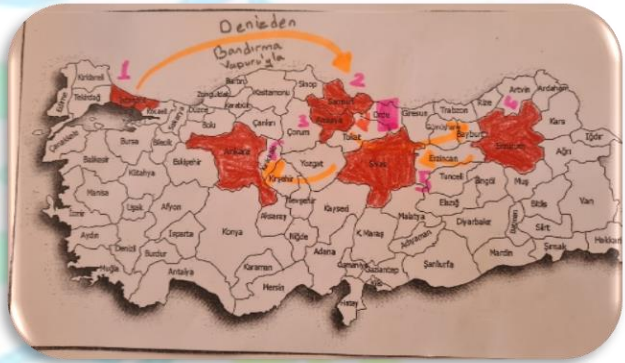 Denizden
Bandırma
Vapuru'yla
1
2
3
4
5
Kırklareli
Tekirdağ
Edirne
Kocaeli
Sakarya
Düzce
Zonguldak
Bartın
Karabük
Kastamonu
Sinop
Samsun
Amasya
Ordu
Giresun
Trabzon
Rize
Artvin
Ardahan
Kars
Iğdır
Ağrı
Erzurum
Bayburt
Gümüşhane
Erzincan
Tunceli
Bingöl
Muş
Bitlis
Van
Hakkari
Şırnak
Siirt
Batman
Mardin
Diyarbakır
Elazığ
Malatya
Adıyaman
Şanlıurfa
Gaziantep
Kilis
Hatay
Osmaniye
K.Maraş
Adana
Mersin
Karaman
Niğde
Kayseri
Nevşehir
Aksaray
Kırşehir
Yozgat
Sivas
Tokat
Çorum
Çankırı
Ankara
Bolu
Bilecik
Bursa
Çanakkale
Balıkesir
Kütahya
Eskişehir
Manisa
Uşak
Afyon
Konya
İzmir
Aydın
Denizli
Isparta
Burdur
Muğla
Antalya